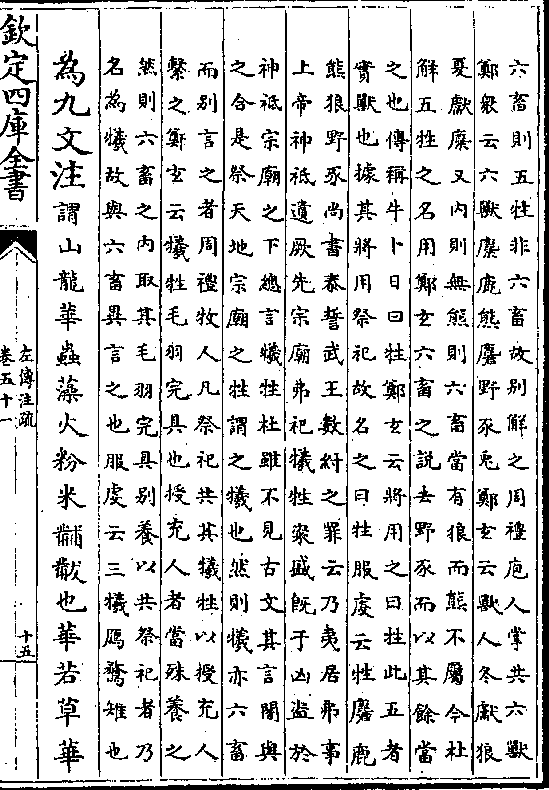 六畜則五牲非六畜故别解之周禮庖人掌共六獸
鄭衆云六獸麋鹿熊麏野豕兎鄭玄云獸人冬獻狼
夏獻麋又内則無熊則六畜當有狼而熊不屬今杜
解五牲之名用鄭玄六畜之說去野豕而以其餘當
之也傳稱牛卜日曰牲鄭玄云將用之曰牲此五者
實獸也據其將用祭祀故名之曰牲服虔云牲麏鹿
熊狼野豕尚書泰誓武王數紂之罪云乃夷居弗事
上帝神祗遺厥先宗廟弗祀犧牲粢盛旣于凶盜於
神祗宗廟之下總言犧牲杜雖不見古文其言闇與
之合是祭天地宗廟之牲謂之犧也然則犧亦六畜
而别言之者周禮牧人凡祭祀共其犧牲以授充人
繫之鄭玄云犧牲毛羽完具也授充人者當殊養之
然則六畜之内取其毛羽完具别養以共祭祀者乃
名為犧故與六畜異言之也服虔云三犧鴈鶩雉也
為九文注謂山龍華蟲藻火粉米黼黻也華若草華
欽定四庫全書
左傳注疏
卷五十一
十五